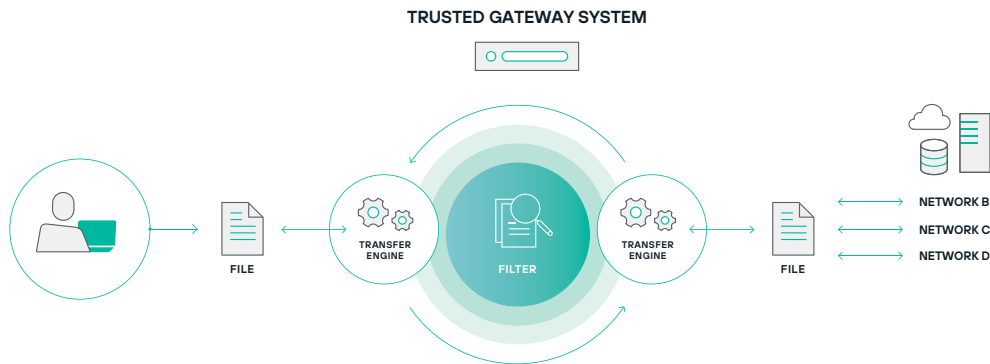 TRUSTED GATEWAY SYSTEM
FILE
TRANSFER
ENGINE
FILTER
TRANSFER
ENGINE
FILE
NETWORK B
NETWORK C
NETWORK D